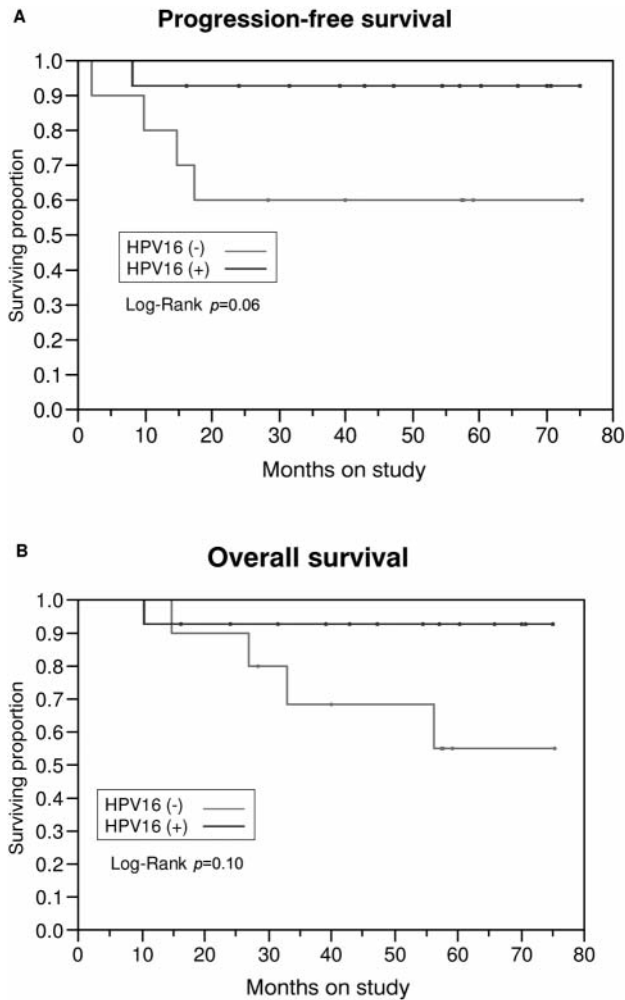 A
Progression-free survival
1.0
0.9
0.8
0.7
0.6
0.5
0.4
0.3
0.2
0.1
0.0
Surviving proportion
HPV16 (-)
HPV16 (+)
Log-Rank p=0.06
0 10 20 30 40 50 60 70 80
Months on study
B
Overall survival
1.0
0.9
0.8
0.7
0.6
0.5
0.4
0.3
0.2
0.1
0.0
Surviving proportion
HPV16 (-)
HPV16 (+)
Log-Rank p=0.10
0 10 20 30 40 50 60 70 80
Months on study